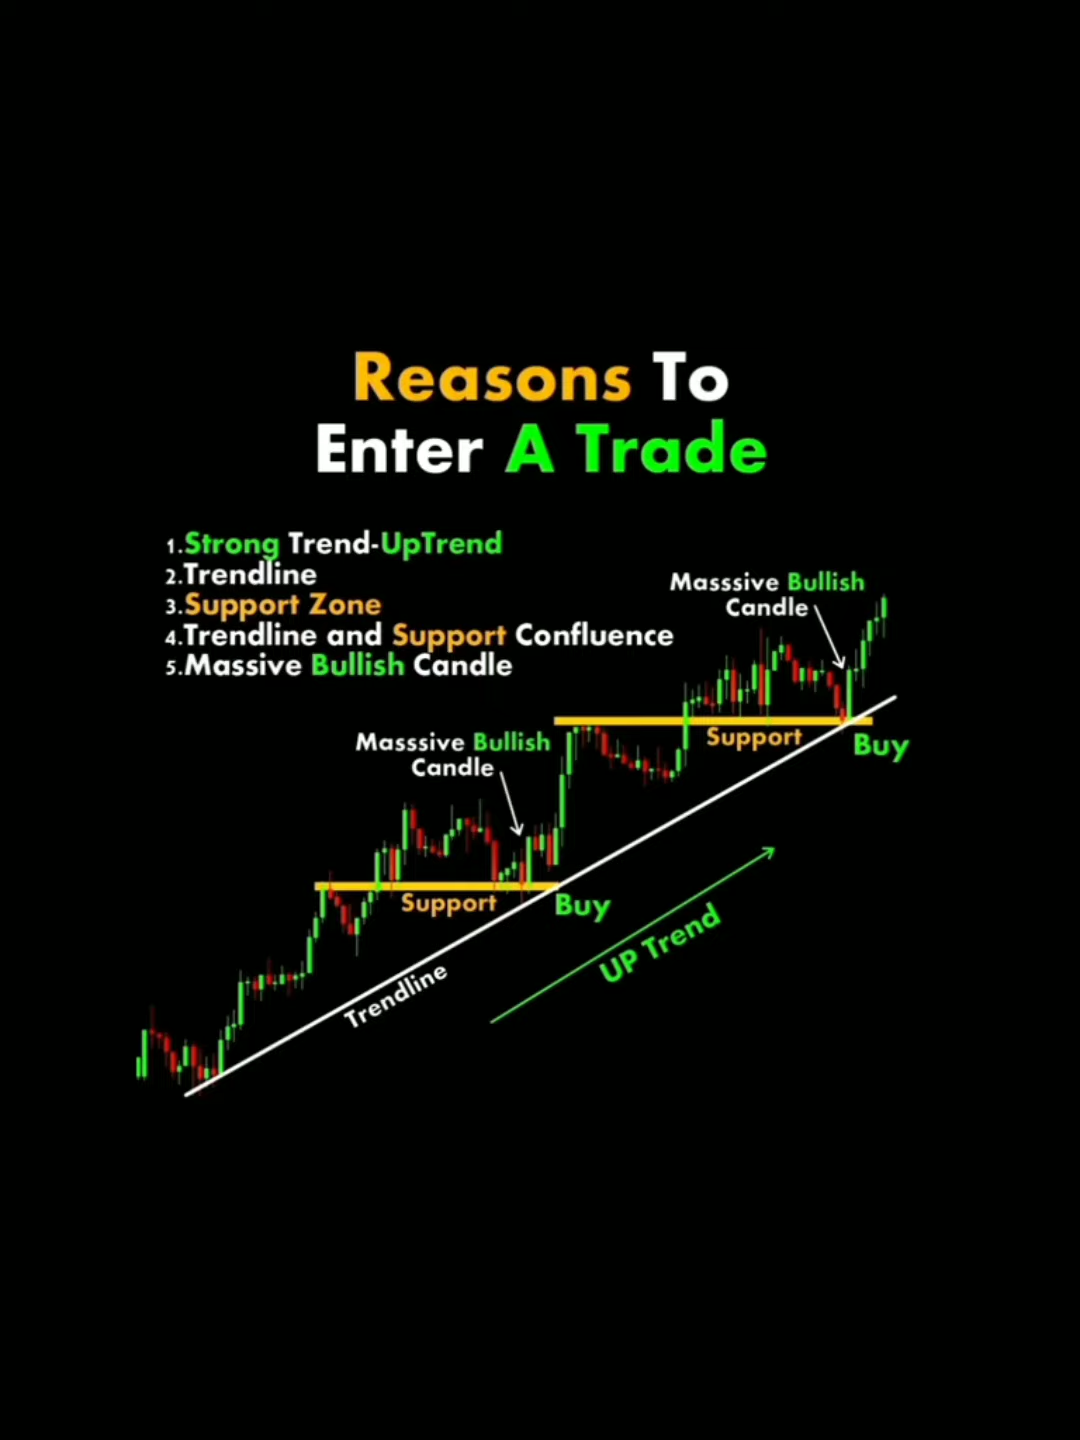 Reasons To
Enter A Trade
1.Strong Trend-UpTrend
2.Trendline
3.Support Zone
4.Trendline and Support Confluence
5.Massive Bullish Candle
Masssive Bullish
Candle
Support
Buy
Masssive Bullish
Candle
Support
Buy
Trendline
UP Trend